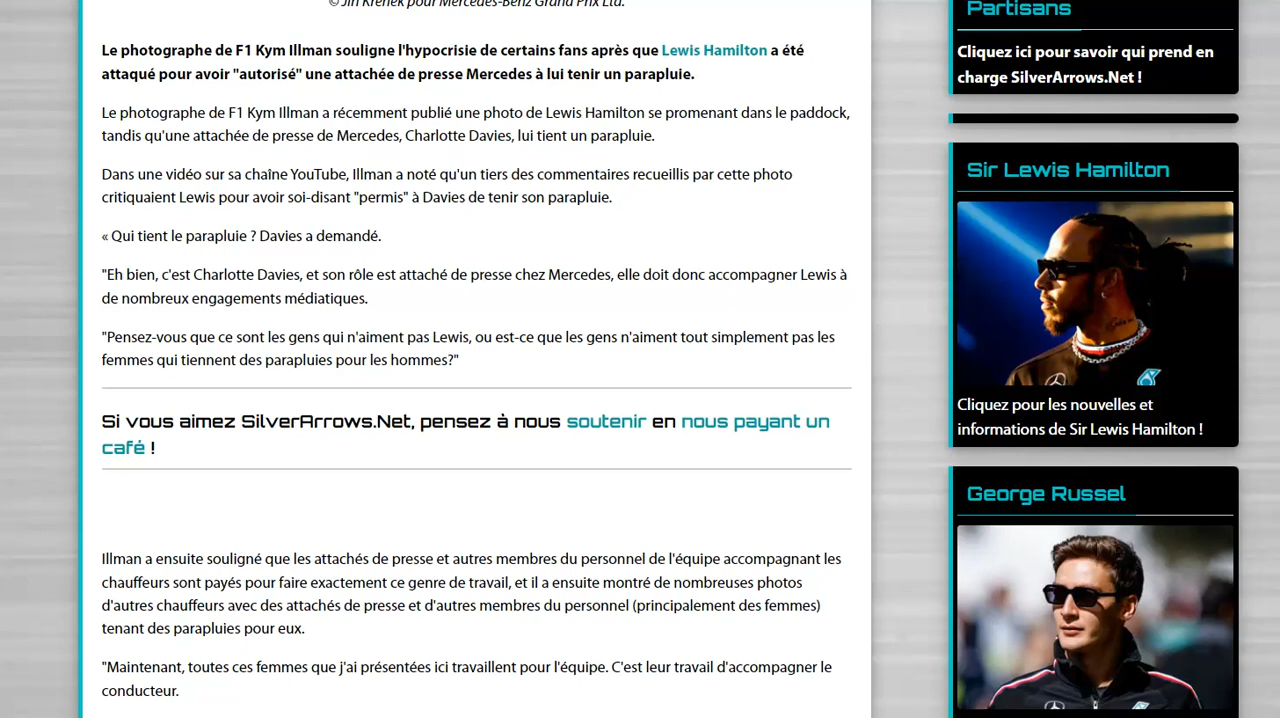 © Jiri Krenek pour Mercedes-Benz Grand Prix Ltd.
Le photographe de F1 Kym Illman souligne l'hypocrisie de certains fans après que Lewis Hamilton a été
attaqué pour avoir "autorisé" une attachée de presse Mercedes à lui tenir un parapluie.
Le photographe de F1 Kym Illman a récemment publié une photo de Lewis Hamilton se promenant dans le paddock,
tandis qu'une attachée de presse de Mercedes, Charlotte Davies, lui tient un parapluie.
Dans une vidéo sur sa chaîne YouTube, Illman a noté qu'un tiers des commentaires recueillis par cette photo
critiquaient Lewis pour avoir soi-disant "permis" à Davies de tenir son parapluie.
« Qui tient le parapluie ? Davies a demandé.
"Eh bien, c'est Charlotte Davies, et son rôle est attaché de presse chez Mercedes, elle doit donc accompagner Lewis à
de nombreux engagements médiatiques.
"Pensez-vous que ce sont les gens qui n'aiment pas Lewis, ou est-ce que les gens n'aiment tout simplement pas les
femmes qui tiennent des parapluies pour les hommes?"
Si vous aimez SilverArrows.Net, pensez à nous soutenir en nous payant un
café !
Illman a ensuite souligné que les attachés de presse et autres membres du personnel de l'équipe accompagnant les
chauffeurs sont payés pour faire exactement ce genre de travail, et il a ensuite montré de nombreuses photos
d'autres chauffeurs avec des attachés de presse et d'autres membres du personnel (principalement des femmes)
tenant des parapluies pour eux.
"Maintenant, toutes ces femmes que j'ai présentées ici travaillent pour l'équipe. C'est leur travail d'accompagner le
conducteur.
Partisans
Cliquez ici pour savoir qui prend en
charge SilverArrows.Net !
Sir Lewis Hamilton
Cliquez pour les nouvelles et
informations de Sir Lewis Hamilton !
George Russel